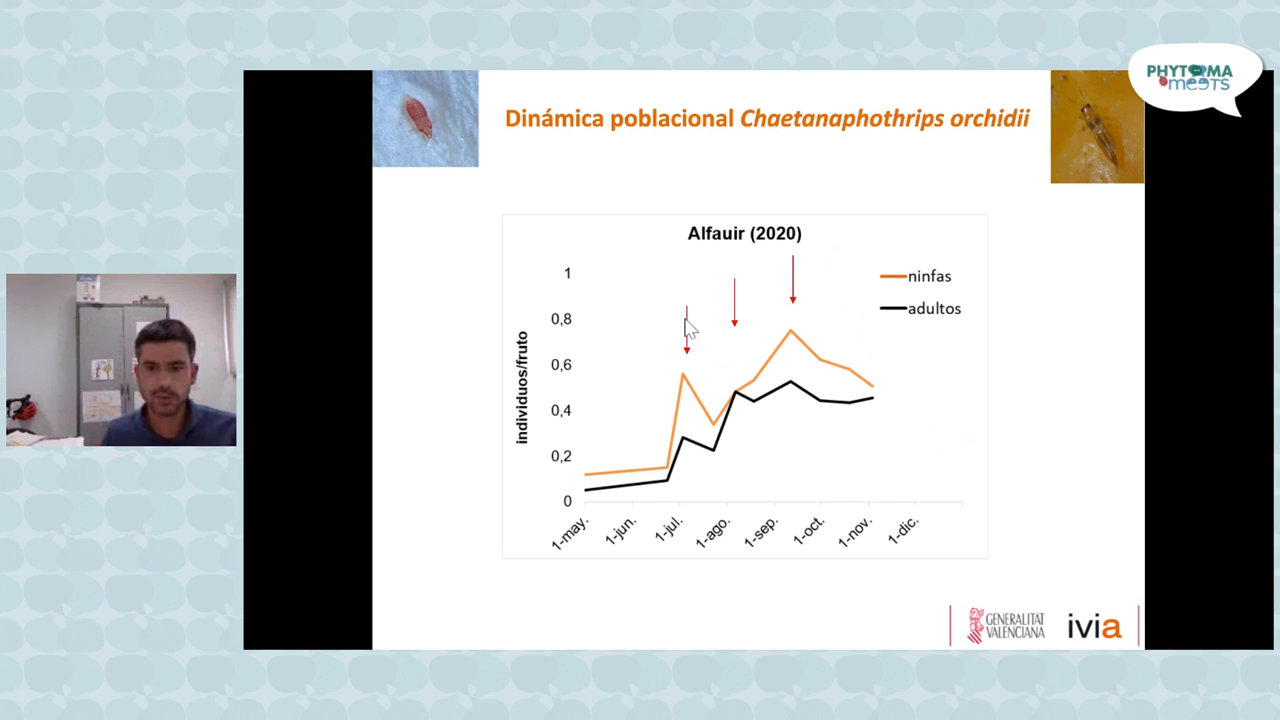 PHYTOMA
meets
Dinámica poblacional Chaetanaphothrips orchidii
Alfauir (2020)
individuos/fruto
1
0,8
0,6
0,4
0,2
0
1-may.
1-jun.
1-jul.
1-ago.
1-sep.
1-oct.
1-nov.
1-dic.
ninfas
adultos
GENERALITAT
VALENCIANA
ivia